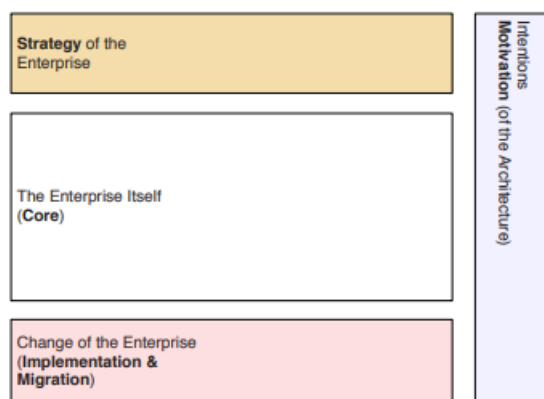 Strategy of the
Enterprise
The Enterprise Itself
(Core)
Change of the Enterprise
(Implementation &
Migration)
Intentions
Motivation (of the Architecture)